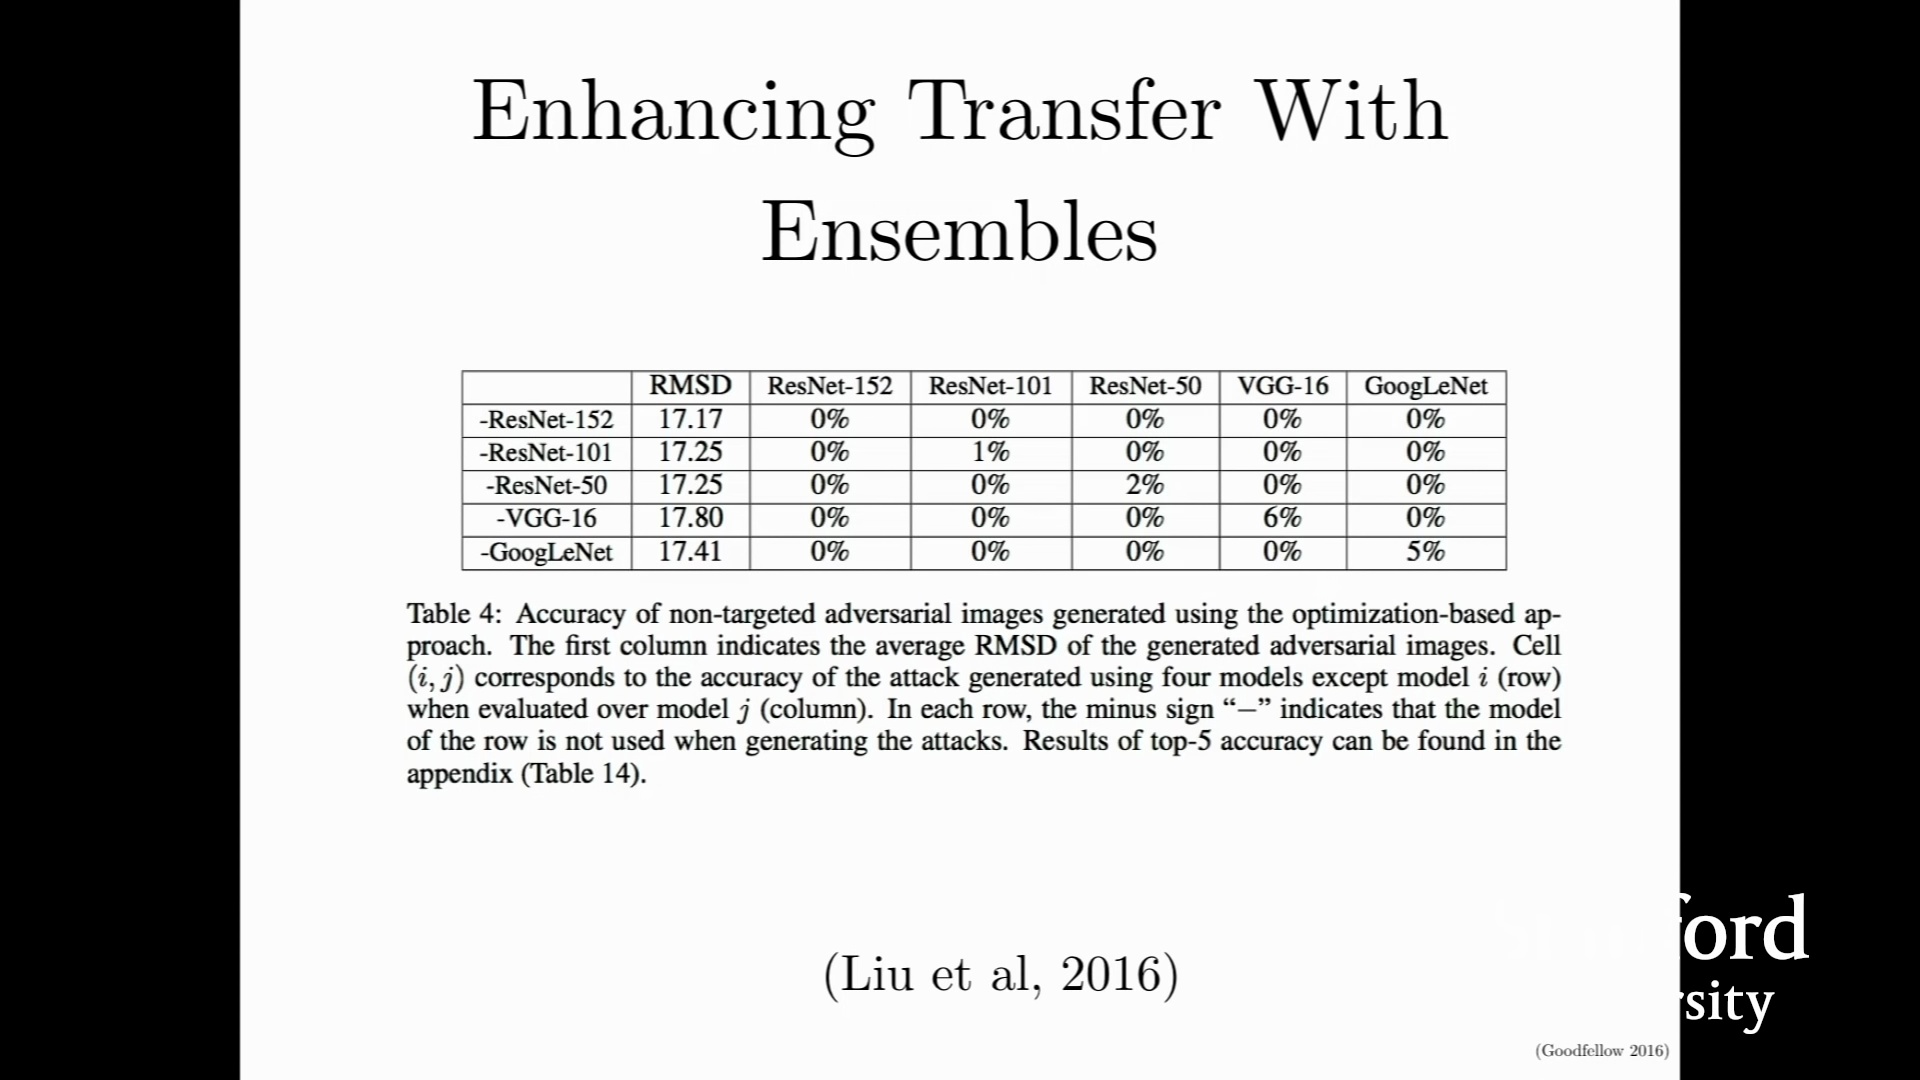 Enhancing Transfer With
Ensembles
RMSD ResNet-152 ResNet-101 ResNet-50 VGG-16 GoogLeNet
-ResNet-152 17.17 0% 0% 0% 0% 0%
-ResNet-101 17.25 0% 1% 0% 0% 0%
-ResNet-50 17.25 0% 0% 2% 0% 0%
-VGG-16 17.80 0% 0% 0% 6% 0%
-GoogLeNet 17.41 0% 0% 0% 0% 5%
Table 4: Accuracy of non-targeted adversarial images generated using the optimization-based ap-
proach. The first column indicates the average RMSD of the generated adversarial images. Cell
(i, j) corresponds to the accuracy of the attack generated using four models except model i (row)
when evaluated over model j (column). In each row, the minus sign “−” indicates that the model
of the row is not used when generating the attacks. Results of top-5 accuracy can be found in the
appendix (Table 14).
(Liu et al, 2016)
(Goodfellow 2016)